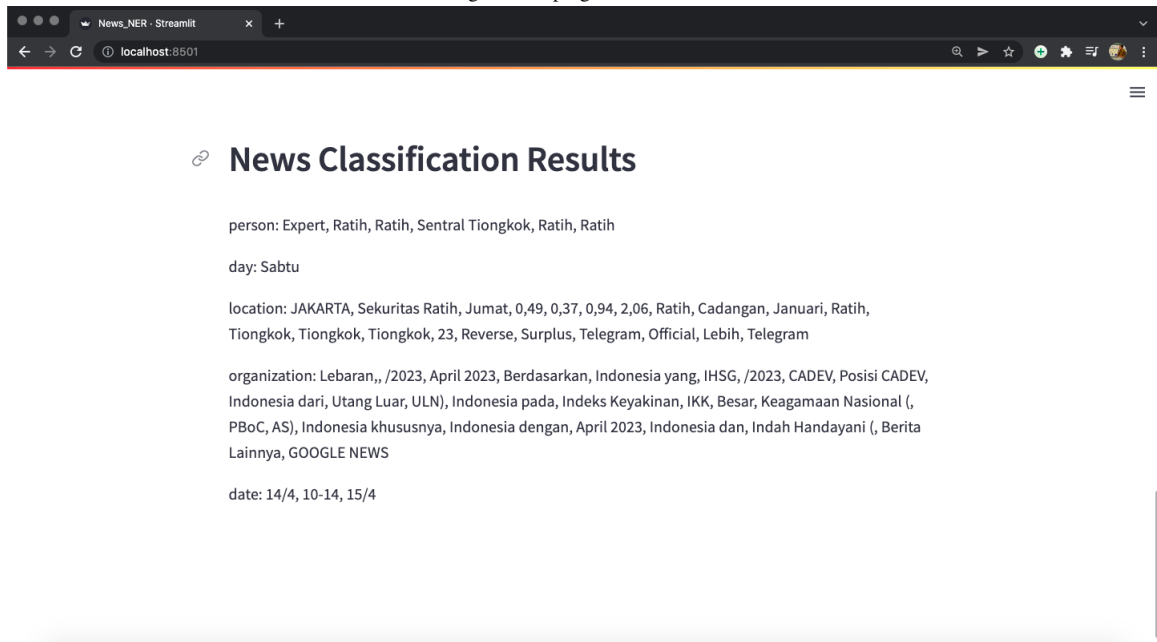 News_NER · Streamlit
localhost:8501
News Classification Results
person: Expert, Ratih, Ratih, Sentral Tiongkok, Ratih, Ratih
day: Sabtu
location: JAKARTA, Sekuritas Ratih, Jumat, 0,49, 0,37, 0,94, 2,06, Ratih, Cadangan, Januari, Ratih,
Tiongkok, Tiongkok, Tiongkok, 23, Reverse, Surplus, Telegram, Official, Lebih, Telegram
organization: Lebaran,, /2023, April 2023, Berdasarkan, Indonesia yang, IHSG, /2023, CADEV, Posisi CADEV,
Indonesia dari, Utang Luar, ULN), Indonesia pada, Indeks Keyakinan, IKK, Besar, Keagamaan Nasional (,
PBoC, AS), Indonesia khususnya, Indonesia dengan, April 2023, Indonesia dan, Indah Handayani (, Berita
Lainnya, GOOGLE NEWS
date: 14/4, 10-14, 15/4